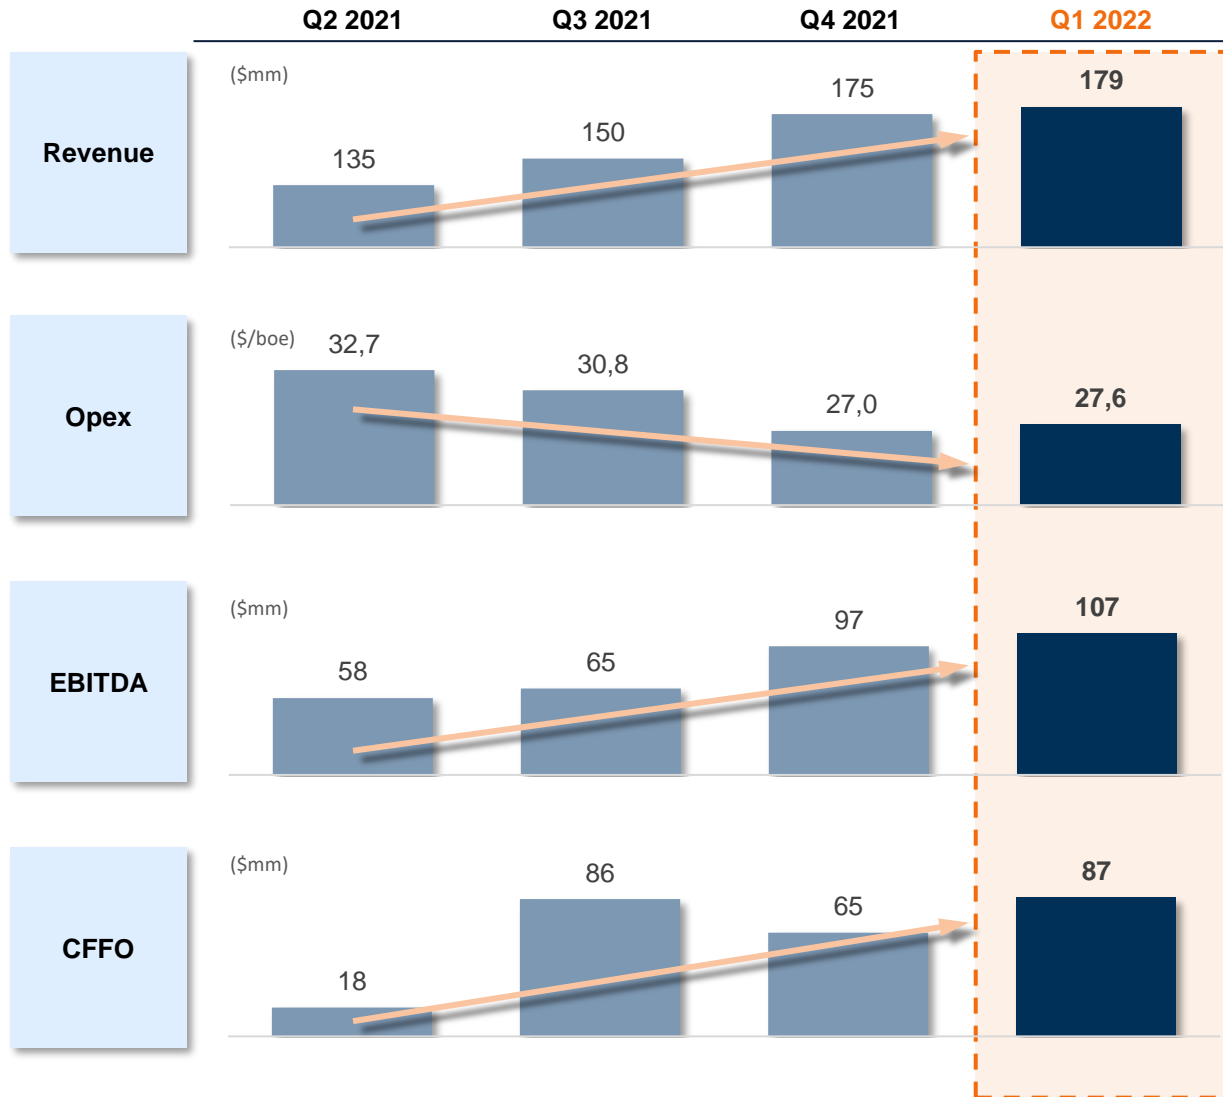 Q2 2021 Q3 2021 Q4 2021 Q1 2022
Revenue
($mm)
135 150 175 179
Opex
($/boe)
32,7 30,8 27,0 27,6
EBITDA
($mm)
58 65 97 107
CFFO
($mm)
18 86 65 87